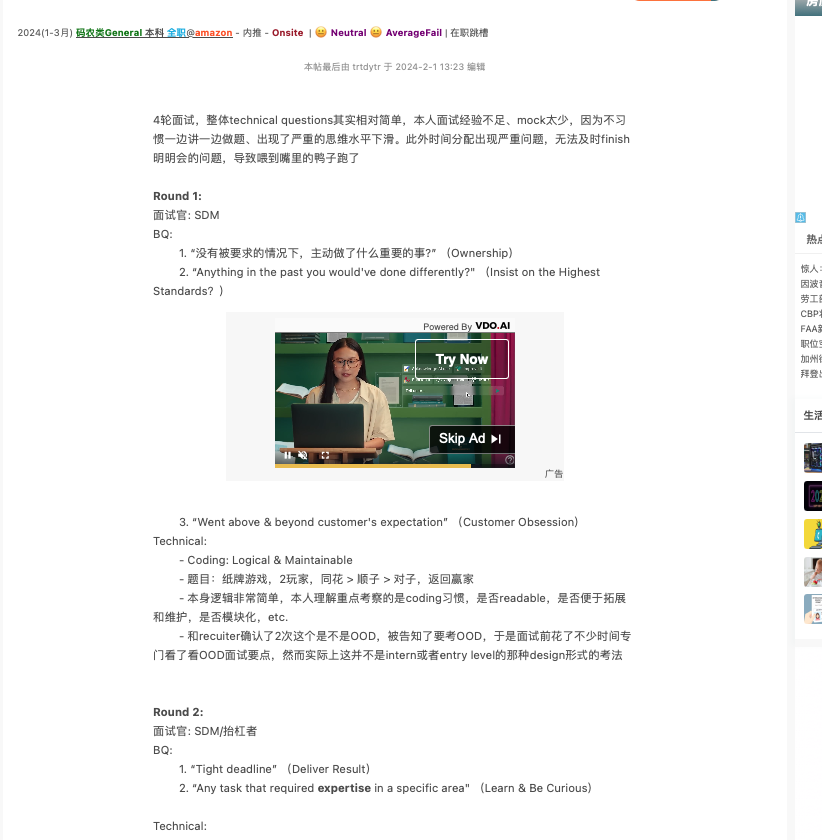 2024(1-3月) 码农类General 本科 全职@amazon - 内推 - Onsite | 😐 Neutral 😐 AverageFail | 在职跳槽
本帖最后由 trtdytr 于 2024-2-1 13:23 编辑
4轮面试，整体technical questions其实相对简单，本人面试经验不足、mock太少，因为不习
惯一边讲一边做题、出现了严重的思维水平下滑。此外时间分配出现严重问题，无法及时finish
明明会的问题，导致喂到嘴里的鸭子跑了
Round 1:
面试官: SDM
BQ:
1. “没有被要求的情况下，主动做了什么重要的事?” （Ownership）
2. “Anything in the past you would've done differently?” （Insist on the Highest
Standards? ）
Powered By VDO.AI
Try Now
Skip Ad
广告
3. “Went above & beyond customer's expectation” （Customer Obsession）
Technical:
- Coding: Logical & Maintainable
- 题目：纸牌游戏，2玩家，同花 > 顺子 > 对子，返回赢家
- 本身逻辑非常简单，本人理解重点考察的是coding习惯，是否readable，是否便于拓展
和维护，是否模块化，etc.
- 和recuiter确认了2次这个是不是OOD，被告知了要考OOD，于是面试前花了不少时间专
门看了看OOD面试要点，然而实际上这并不是intern或者entry level的那种design形式的考法
Round 2:
面试官: SDM/抬杠者
BQ:
1. “Tight deadline” （Deliver Result）
2. “Any task that required expertise in a specific area" （Learn & Be Curious）
Technical:
热点
惊人
因波音
劳工部
CBP
FAA
职位空
加州
拜登
生活